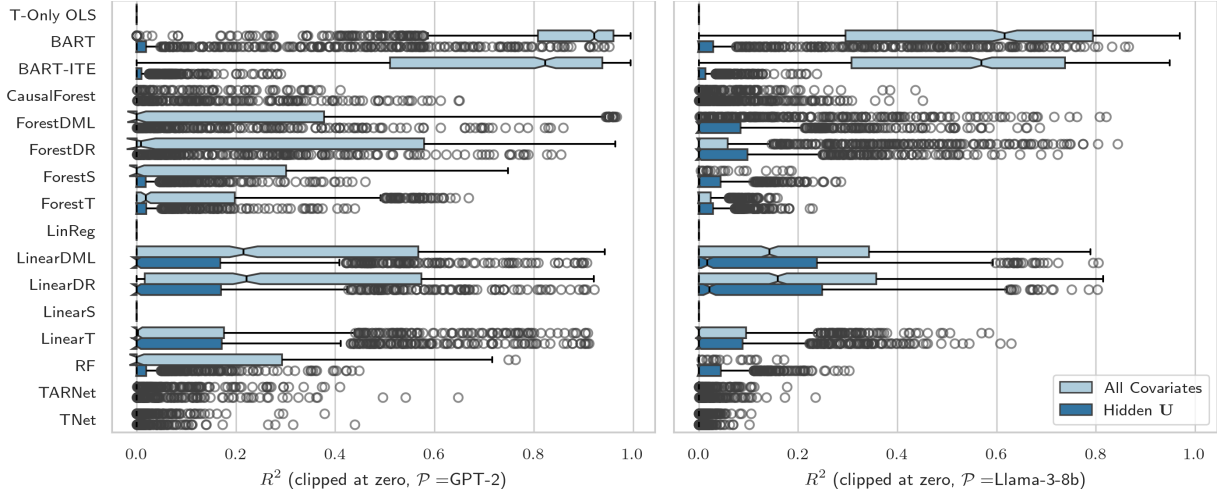 T-Only OLS
BART
BART-ITE
CausalForest
ForestDML
ForestDR
ForestS
ForestT
LinReg
LinearDML
LinearDR
LinearS
LinearT
RF
TARNet
TNet
0.0 0.2 0.4 0.6 0.8 1.0
R² (clipped at zero, 𝒫 =GPT-2)
All Covariates
Hidden U
0.0 0.2 0.4 0.6 0.8 1.0
R² (clipped at zero, 𝒫 =Llama-3-8b)